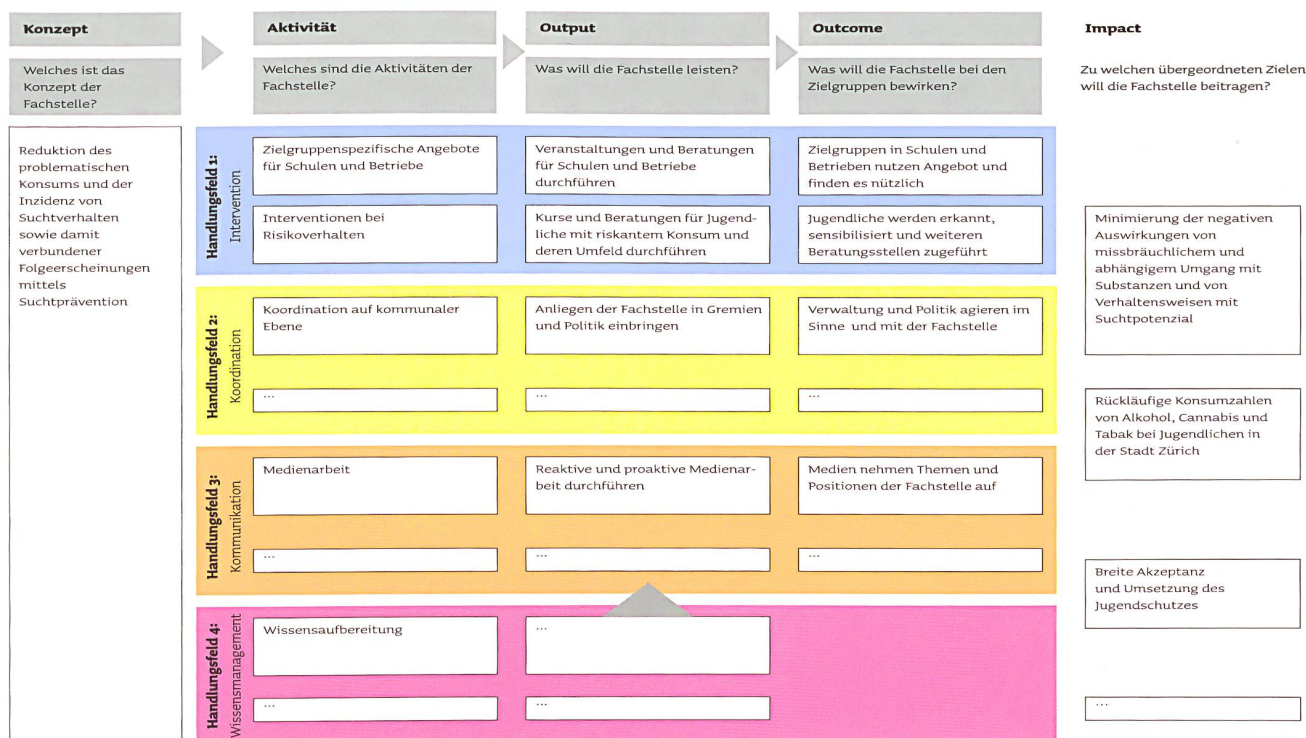 Konzept
Welches ist das
Konzept der
Fachstelle?
Reduktion des
problematischen
Konsums und der
Inzidenz von
Suchtverhalten
sowie damit
verbundener
Folgeerscheinungen
mittels
Suchtprävention
Aktivität
Welches sind die Aktivitäten der
Fachstelle?
Output
Was will die Fachstelle leisten?
Outcome
Was will die Fachstelle bei den
Zielgruppen bewirken?
Impact
Zu welchen übergeordneten Zielen
will die Fachstelle beitragen?
Handlungsfeld 1:
Intervention
Zielgruppenspezifische Angebote
für Schulen und Betriebe
Veranstaltungen und Beratungen
für Schulen und Betriebe
durchführen
Zielgruppen in Schulen und
Betrieben nutzen Angebot und
finden es nützlich
Interventionen bei
Risikoverhalten
Kurse und Beratungen für Jugend-
liche mit riskantem Konsum und
deren Umfeld durchführen
Jugendliche werden erkannt,
sensibilisiert und weiteren
Beratungsstellen zugeführt
Handlungsfeld 2:
Koordination
Koordination auf kommunaler
Ebene
Anliegen der Fachstelle in Gremien
und Politik einbringen
Verwaltung und Politik agieren im
Sinne und mit der Fachstelle
...
...
...
Handlungsfeld 3:
Kommunikation
Medienarbeit
Reaktive und proaktive Medienar-
beit durchführen
Medien nehmen Themen und
Positionen der Fachstelle auf
...
...
...
Handlungsfeld 4:
Wissensmanagement
Wissensaufbereitung
...
...
...
Minimierung der negativen
Auswirkungen von
missbräuchlichem und
abhängigem Umgang mit
Substanzen und von
Verhaltensweisen mit
Suchtpotenzial
Rückläufige Konsumzahlen
von Alkohol, Cannabis und
Tabak bei Jugendlichen in
der Stadt Zürich
Breite Akzeptanz
und Umsetzung des
Jugendschutzes
...